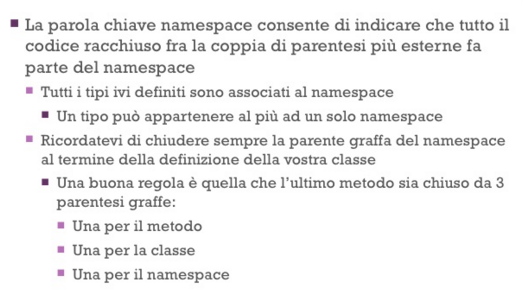 La parola chiave namespace consente di indicare che tutto il
codice racchiuso fra la coppia di parentesi più esterne fa
parte del namespace
Tutti i tipi ivi definiti sono associati al namespace
Un tipo può appartenere al più ad un solo namespace
Ricordatevi di chiudere sempre la parente graffa del namespace
al termine della definizione della vostra classe
Una buona regola è quella che l'ultimo metodo sia chiuso da 3
parentesi graffe:
Una per il metodo
Una per la classe
Una per il namespace